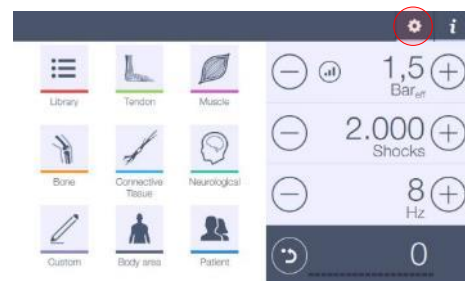 i
Library
Tendon
Muscle
Bone
Connective
Tissue
Neurological
Custom
Body area
Patient
1,5
Bar eff
2.000
Shocks
8
Hz
0